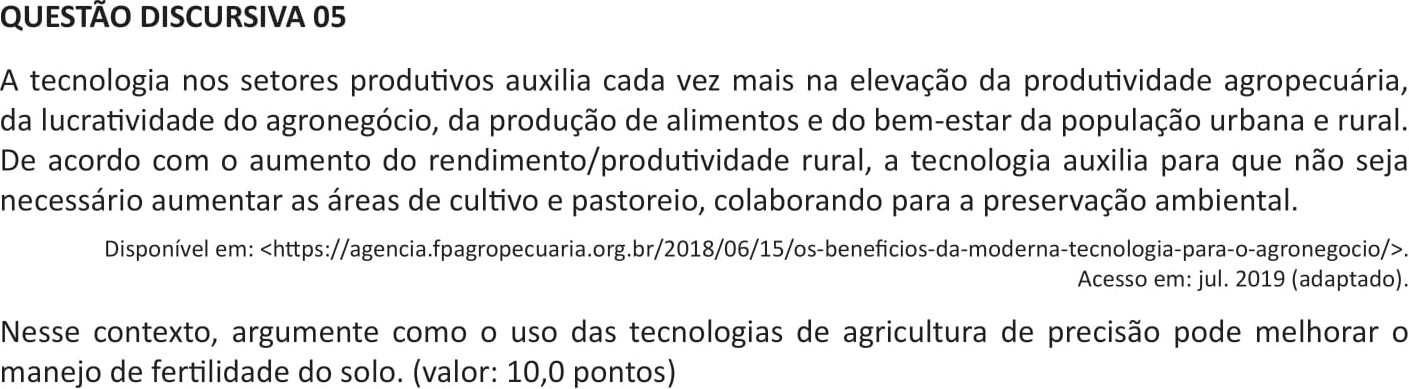 QUESTÃO DISCURSIVA 05
A tecnologia nos setores produtivos auxilia cada vez mais na elevação da produtividade agropecuária,
da lucratividade do agronegócio, da produção de alimentos e do bem-estar da população urbana e rural.
De acordo com o aumento do rendimento/produtividade rural, a tecnologia auxilia para que não seja
necessário aumentar as áreas de cultivo e pastoreio, colaborando para a preservação ambiental.
Disponível em: <https://agencia.fpagropecuaria.org.br/2018/06/15/os-beneficios-da-moderna-tecnologia-para-o-agronegocio/>.
Acesso em: jul. 2019 (adaptado).
Nesse contexto, argumente como o uso das tecnologias de agricultura de precisão pode melhorar o
manejo de fertilidade do solo. (valor: 10,0 pontos)